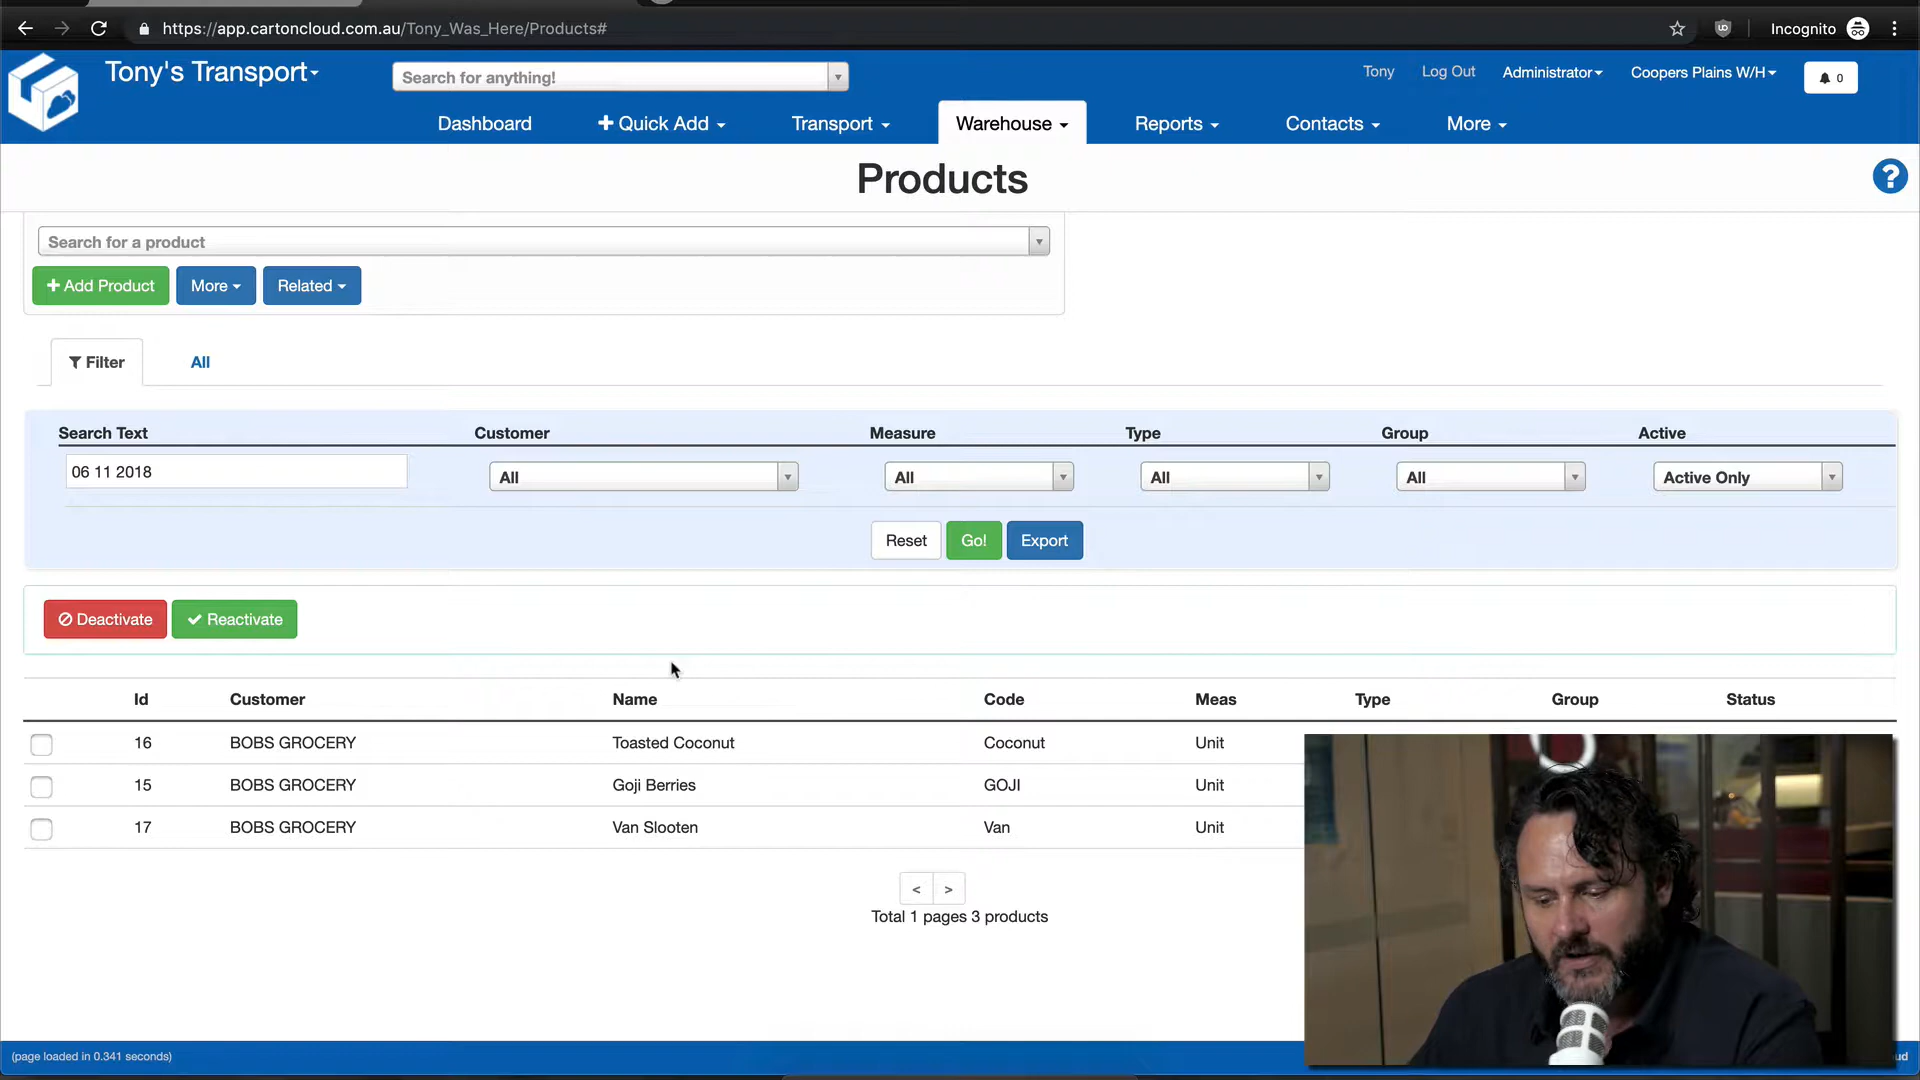 https://app.cartoncloud.com.au/Tony_Was_Here/Products#
Incognito
Tony's Transport
Search for anything!
Tony
Log Out
Administrator
Coopers Plains W/H
0
Dashboard
Quick Add
Transport
Warehouse
Reports
Contacts
More
Products
?
Search for a product
+ Add Product
More
Related
Filter
All
Search Text
Customer
Measure
Type
Group
Active
06 11 2018
All
All
All
All
Active Only
Reset
Go!
Export
Deactivate
Reactivate
Id
Customer
Name
Code
Meas
Type
Group
Status
16 BOBS GROCERY Toasted Coconut Coconut Unit
15 BOBS GROCERY Goji Berries GOJI Unit
17 BOBS GROCERY Van Slooten Van Unit
< >
Total 1 pages 3 products
(page loaded in 0.341 seconds)